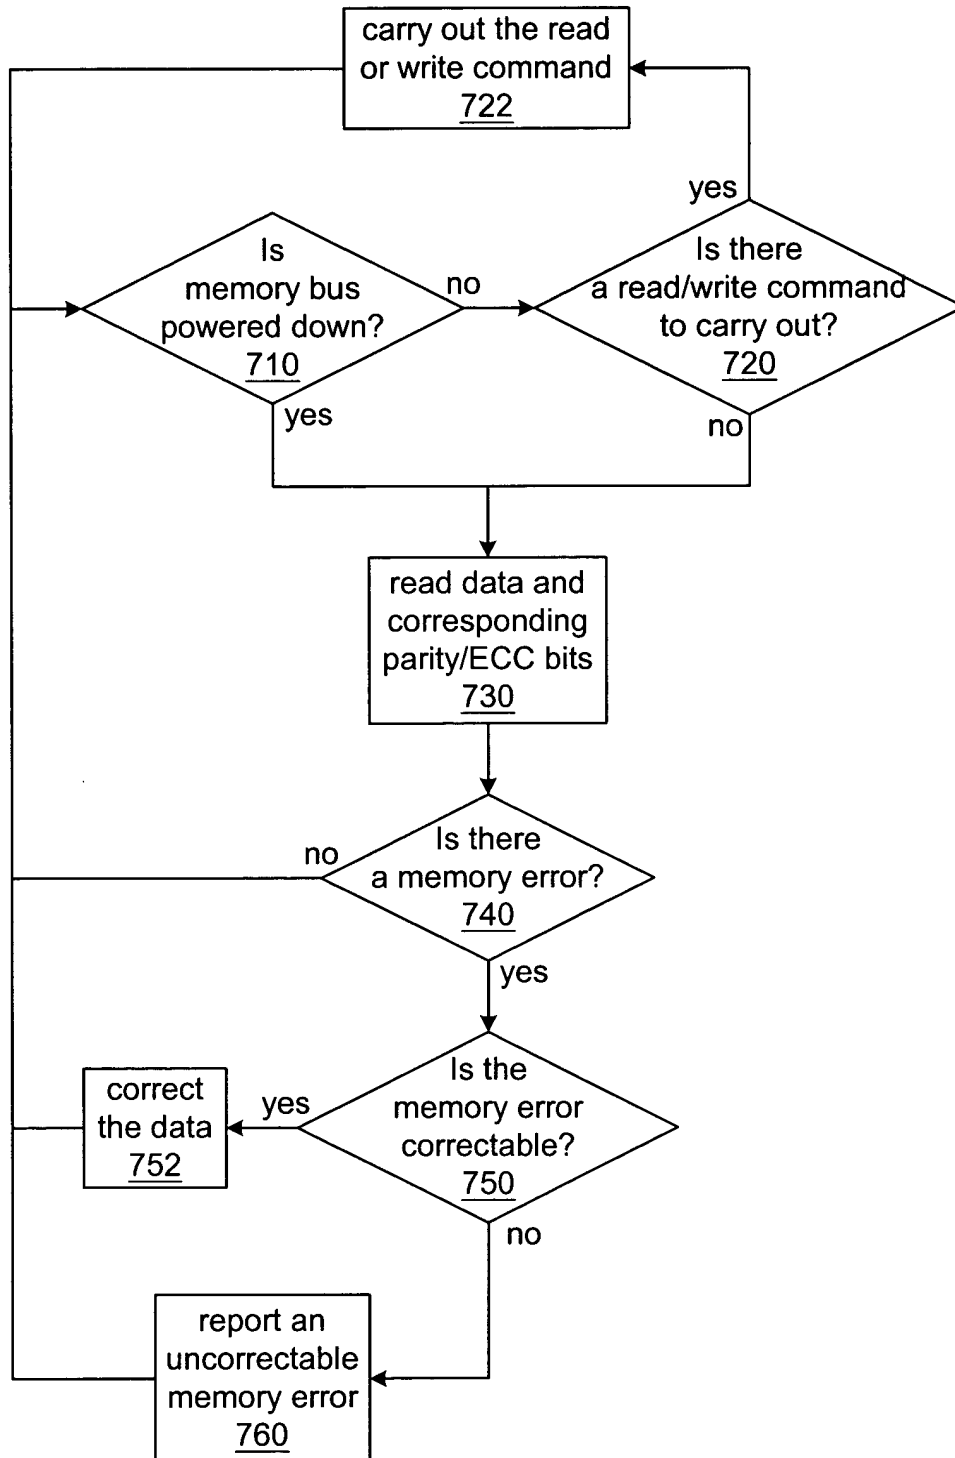 carry out the read
or write command
722
yes
Is
memory bus
powered down?
710
no
Is there
a read/write command
to carry out?
720
yes
no
read data and
corresponding
parity/ECC bits
730
no
Is there
a memory error?
740
yes
correct
the data
752
yes
Is the
memory error
correctable?
750
no
report an
uncorrectable
memory error
760